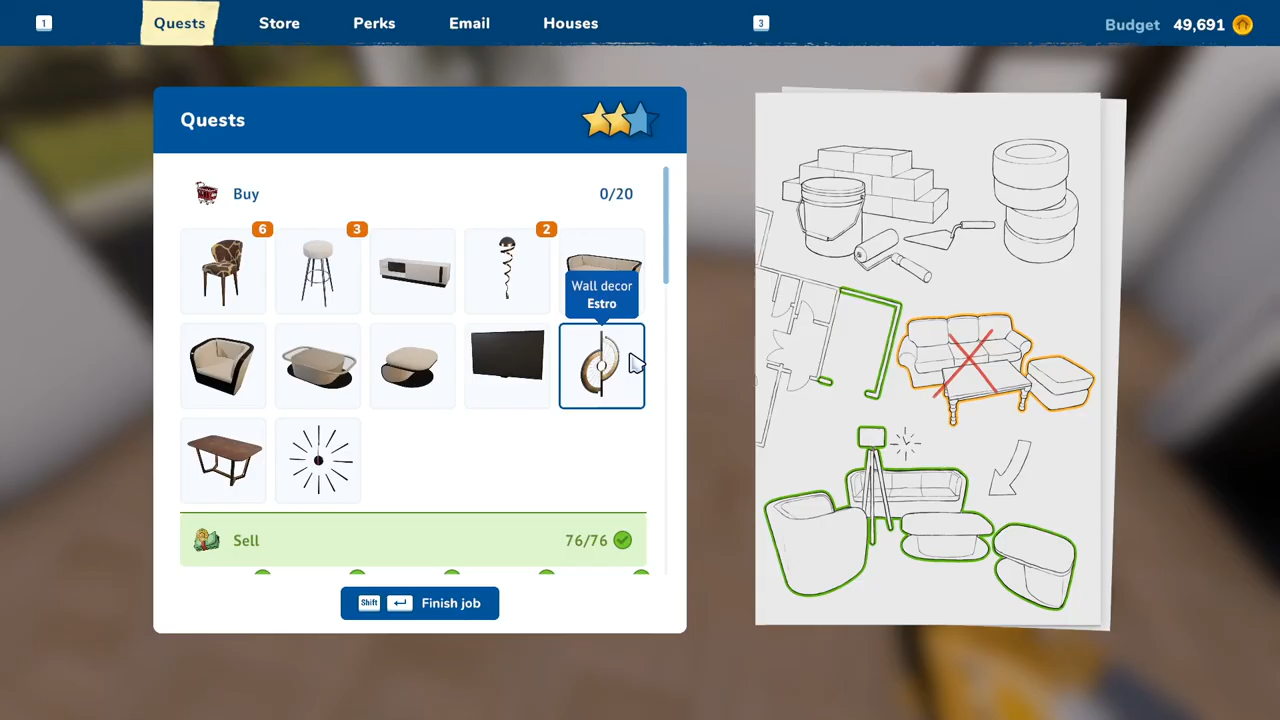 1
Quests
Store
Perks
Email
Houses
3
Budget 49,691
Quests
Buy
0/20
6
3
2
Wall decor
Estro
Sell
76/76
Shift
Finish job